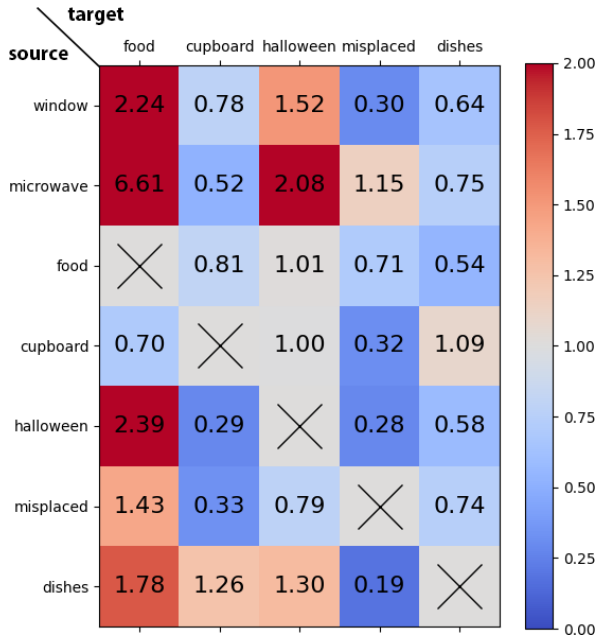 target
source
food cupboard halloween misplaced dishes
window 2.24 0.78 1.52 0.30 0.64
microwave 6.61 0.52 2.08 1.15 0.75
food 0.81 1.01 0.71 0.54
cupboard 0.70 1.00 0.32 1.09
halloween 2.39 0.29 0.28 0.58
misplaced 1.43 0.33 0.79 0.74
dishes 1.78 1.26 1.30 0.19
2.00
1.75
1.50
1.25
1.00
0.75
0.50
0.25
0.00